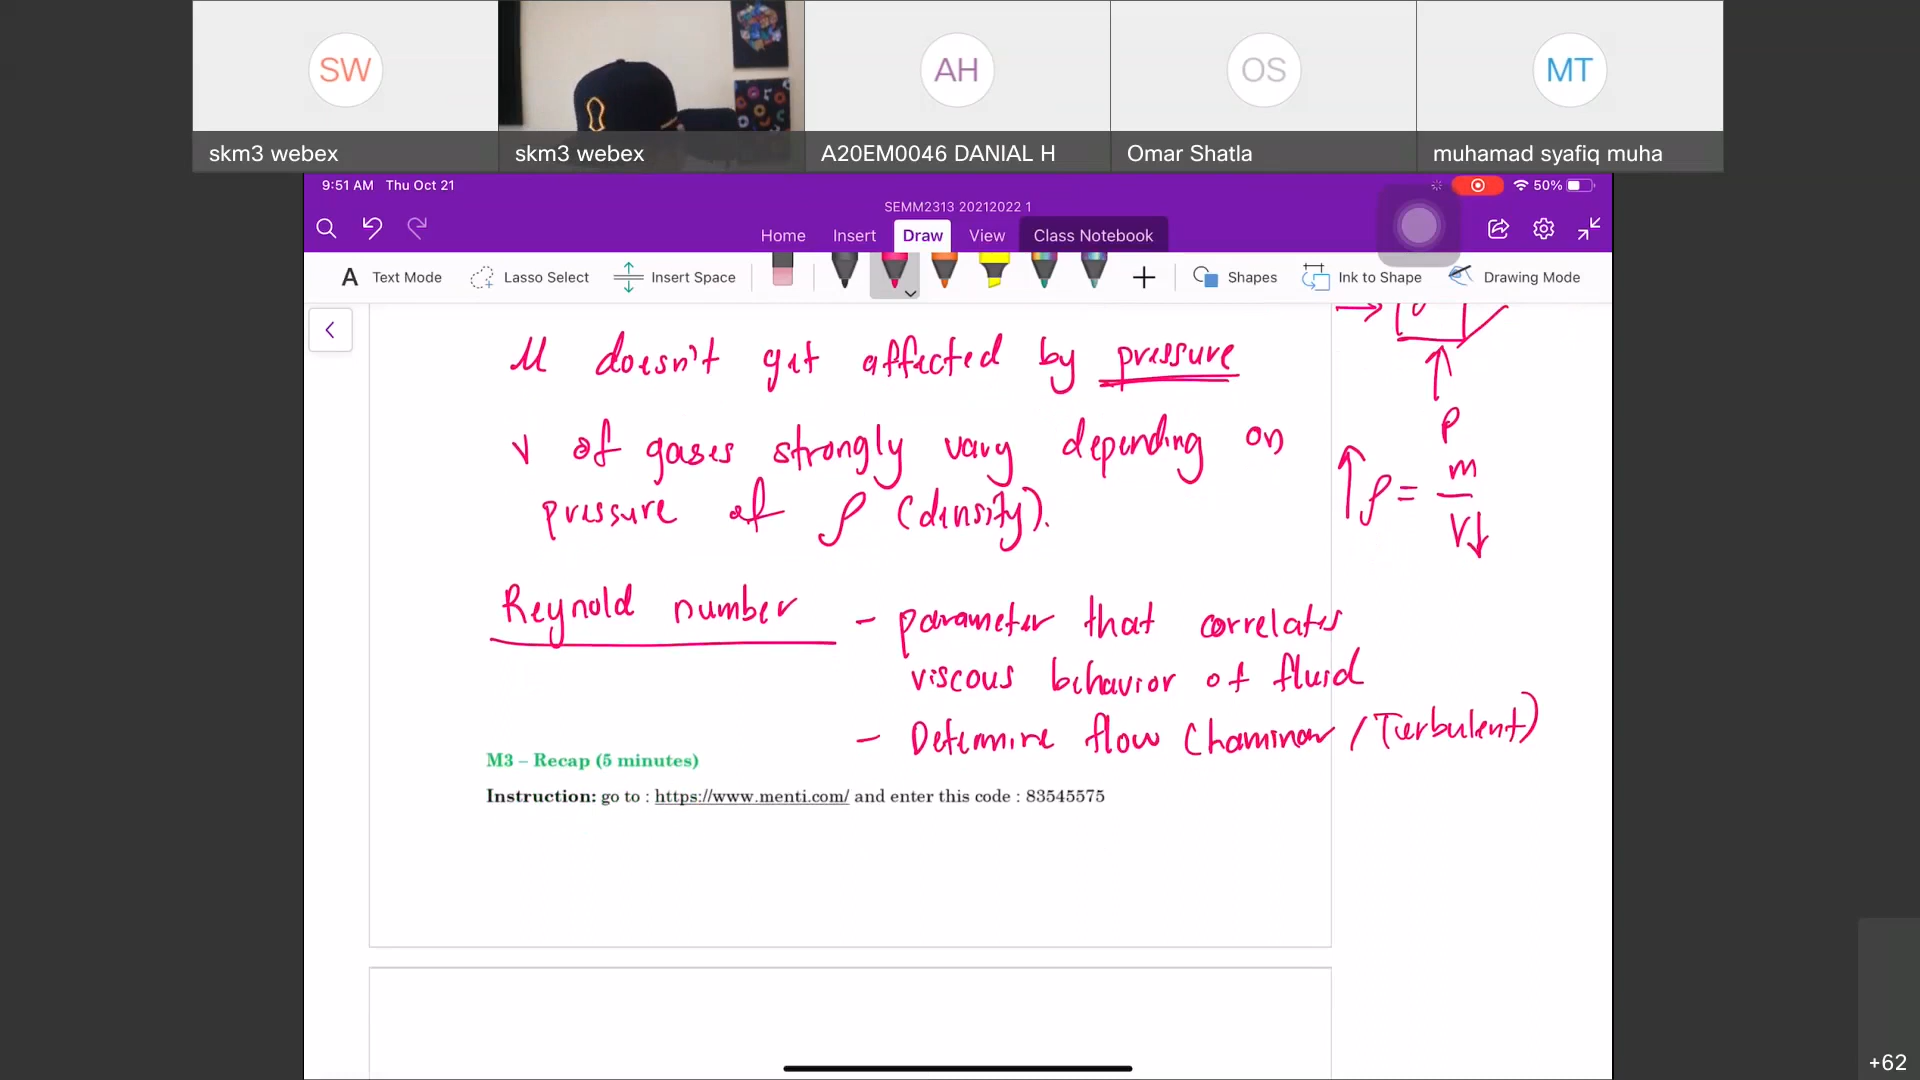 SW
AH
OS
MT
skm3 webex
skm3 webex
A20EM0046 DANIAL H
Omar Shatla
muhamad syafiq muha
9:51 AM Thu Oct 21
50%
SEMM2313 20212022 1
Home Insert Draw View Class Notebook
A Text Mode Lasso Select Insert Space Shapes Ink to Shape Drawing Mode
μ doesn't get affected by pressure
P
ν of gases strongly vary depending on
pressure of ρ (density).
↑ρ = m/V↓
Reynold number - parameter that correlates
viscous behavior of fluid
- Determine flow (Laminar / Turbulent)
M3 – Recap (5 minutes)
Instruction: go to : https://www.menti.com/ and enter this code : 83545575
+62